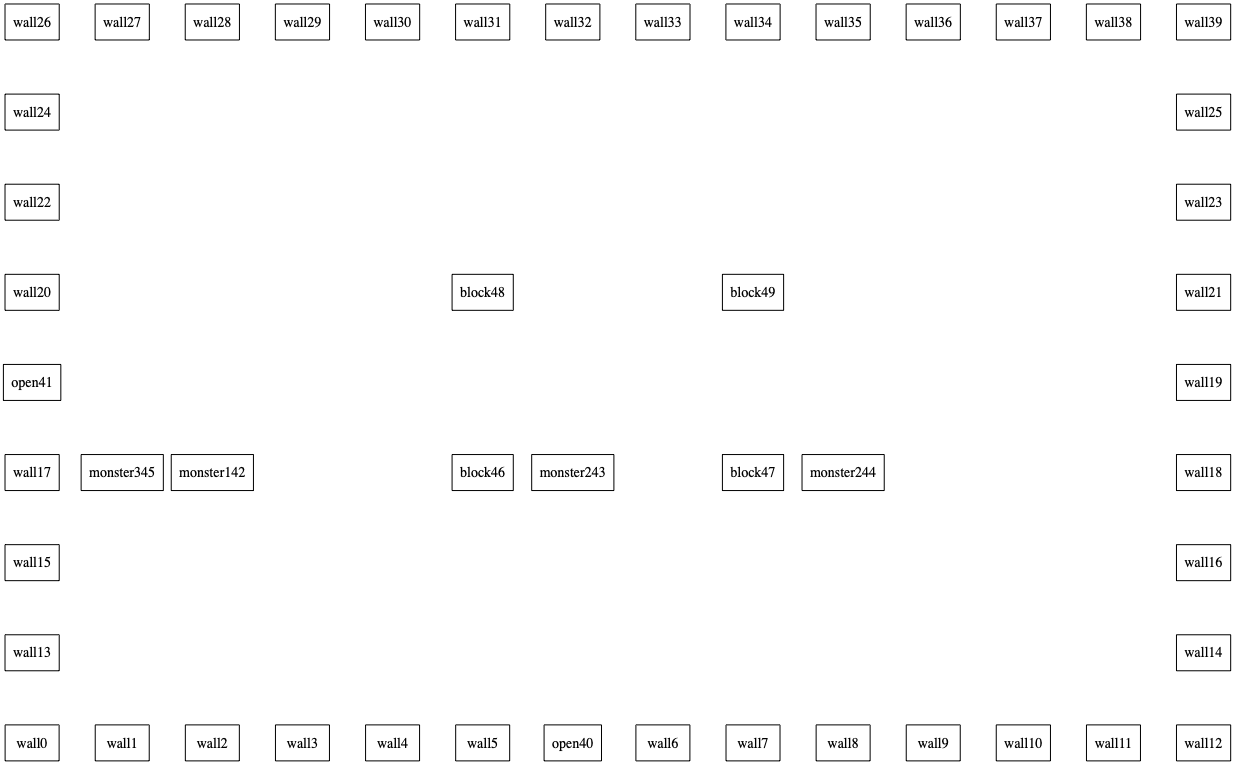 wall26 wall27 wall28 wall29 wall30 wall31 wall32 wall33 wall34 wall35 wall36 wall37 wall38 wall39
wall24 wall25
wall22 wall23
wall20 block48 block49 wall21
open41 wall19
wall17 monster345 monster142 block46 monster243 block47 monster244 wall18
wall15 wall16
wall13 wall14
wall0 wall1 wall2 wall3 wall4 wall5 open40 wall6 wall7 wall8 wall9 wall10 wall11 wall12